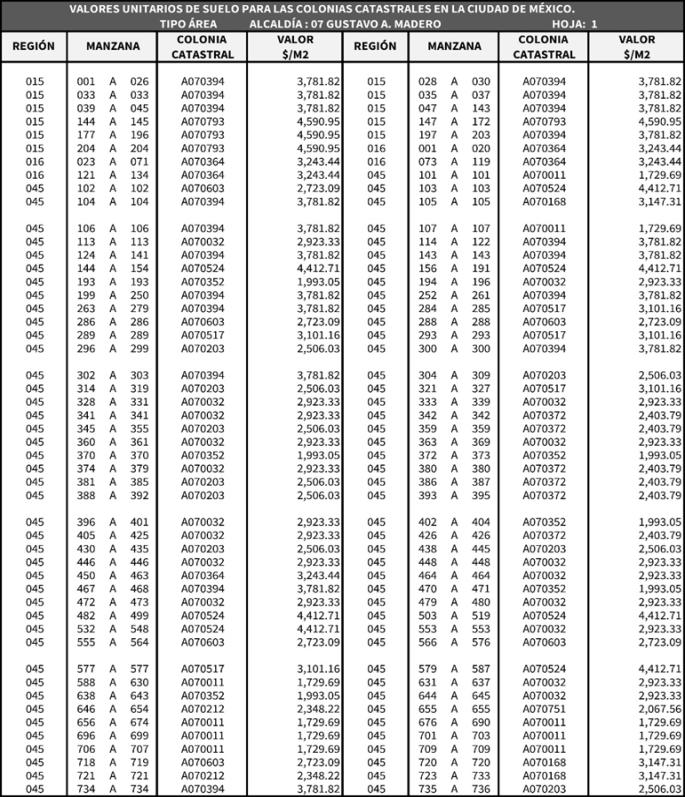 VALORES UNITARIOS DE SUELO PARA LAS COLONIAS CATASTRALES EN LA CIUDAD DE MÉXICO.
TIPO ÁREA ALCALDÍA : 07 GUSTAVO A. MADERO HOJA: 1
REGIÓN MANZANA COLONIA CATASTRAL VALOR $/M2 REGIÓN MANZANA COLONIA CATASTRAL VALOR $/M2
015 001 A 026 A070394 3,781.82 015 028 A 030 A070394 3,781.82
015 033 A 033 A070394 3,781.82 015 035 A 037 A070394 3,781.82
015 039 A 045 A070394 3,781.82 015 047 A 143 A070394 3,781.82
015 144 A 145 A070793 4,590.95 015 147 A 172 A070793 4,590.95
015 177 A 196 A070793 4,590.95 015 197 A 203 A070394 3,781.82
015 204 A 204 A070793 4,590.95 016 001 A 020 A070364 3,243.44
016 023 A 071 A070364 3,243.44 016 073 A 119 A070364 3,243.44
016 121 A 134 A070364 3,243.44 045 101 A 101 A070011 1,729.69
045 102 A 102 A070603 2,723.09 045 103 A 103 A070524 4,412.71
045 104 A 104 A070394 3,781.82 045 105 A 105 A070168 3,147.31
045 106 A 106 A070394 3,781.82 045 107 A 107 A070011 1,729.69
045 113 A 113 A070032 2,923.33 045 114 A 122 A070394 3,781.82
045 124 A 141 A070394 3,781.82 045 143 A 143 A070394 3,781.82
045 144 A 154 A070524 4,412.71 045 156 A 191 A070524 4,412.71
045 193 A 193 A070352 1,993.05 045 194 A 196 A070032 2,923.33
045 199 A 250 A070394 3,781.82 045 252 A 261 A070394 3,781.82
045 263 A 279 A070394 3,781.82 045 284 A 285 A070517 3,101.16
045 286 A 286 A070603 2,723.09 045 288 A 288 A070603 2,723.09
045 289 A 289 A070517 3,101.16 045 293 A 293 A070517 3,101.16
045 296 A 299 A070203 2,506.03 045 300 A 300 A070394 3,781.82
045 302 A 303 A070394 3,781.82 045 304 A 309 A070203 2,506.03
045 314 A 319 A070203 2,506.03 045 321 A 327 A070517 3,101.16
045 328 A 331 A070032 2,923.33 045 333 A 339 A070032 2,923.33
045 341 A 341 A070032 2,923.33 045 342 A 342 A070372 2,403.79
045 345 A 355 A070203 2,506.03 045 359 A 359 A070372 2,403.79
045 360 A 361 A070032 2,923.33 045 363 A 369 A070032 2,923.33
045 370 A 370 A070352 1,993.05 045 372 A 373 A070352 1,993.05
045 374 A 379 A070032 2,923.33 045 380 A 380 A070372 2,403.79
045 381 A 385 A070203 2,506.03 045 386 A 387 A070372 2,403.79
045 388 A 392 A070203 2,506.03 045 393 A 395 A070372 2,403.79
045 396 A 401 A070032 2,923.33 045 402 A 404 A070352 1,993.05
045 405 A 425 A070032 2,923.33 045 426 A 426 A070372 2,403.79
045 430 A 435 A070203 2,506.03 045 438 A 445 A070203 2,506.03
045 446 A 446 A070032 2,923.33 045 448 A 448 A070032 2,923.33
045 450 A 463 A070364 3,243.44 045 464 A 464 A070032 2,923.33
045 467 A 468 A070394 3,781.82 045 470 A 471 A070352 1,993.05
045 472 A 473 A070032 2,923.33 045 479 A 480 A070032 2,923.33
045 482 A 499 A070524 4,412.71 045 503 A 519 A070524 4,412.71
045 532 A 548 A070524 4,412.71 045 553 A 553 A070032 2,923.33
045 555 A 564 A070603 2,723.09 045 566 A 576 A070603 2,723.09
045 577 A 577 A070517 3,101.16 045 579 A 587 A070524 4,412.71
045 588 A 630 A070011 1,729.69 045 631 A 637 A070032 2,923.33
045 638 A 643 A070352 1,993.05 045 644 A 645 A070032 2,923.33
045 646 A 654 A070212 2,348.22 045 655 A 655 A070751 2,067.56
045 656 A 674 A070011 1,729.69 045 676 A 690 A070011 1,729.69
045 696 A 699 A070011 1,729.69 045 701 A 703 A070011 1,729.69
045 706 A 707 A070011 1,729.69 045 709 A 709 A070011 1,729.69
045 718 A 719 A070603 2,723.09 045 720 A 720 A070168 3,147.31
045 721 A 721 A070212 2,348.22 045 723 A 733 A070168 3,147.31
045 734 A 734 A070394 3,781.82 045 735 A 736 A070203 2,506.03